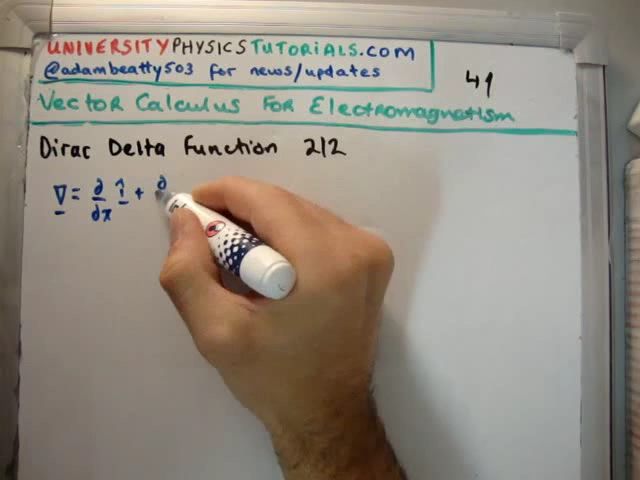 UNIVERSITYPHYSICSTUTORiALS.COM
@adambeatty503 for news/updates
41
Vector Calculus For Electromagnetism
Dirac Delta Function 2/2
∇ = ∂/∂x î + ∂